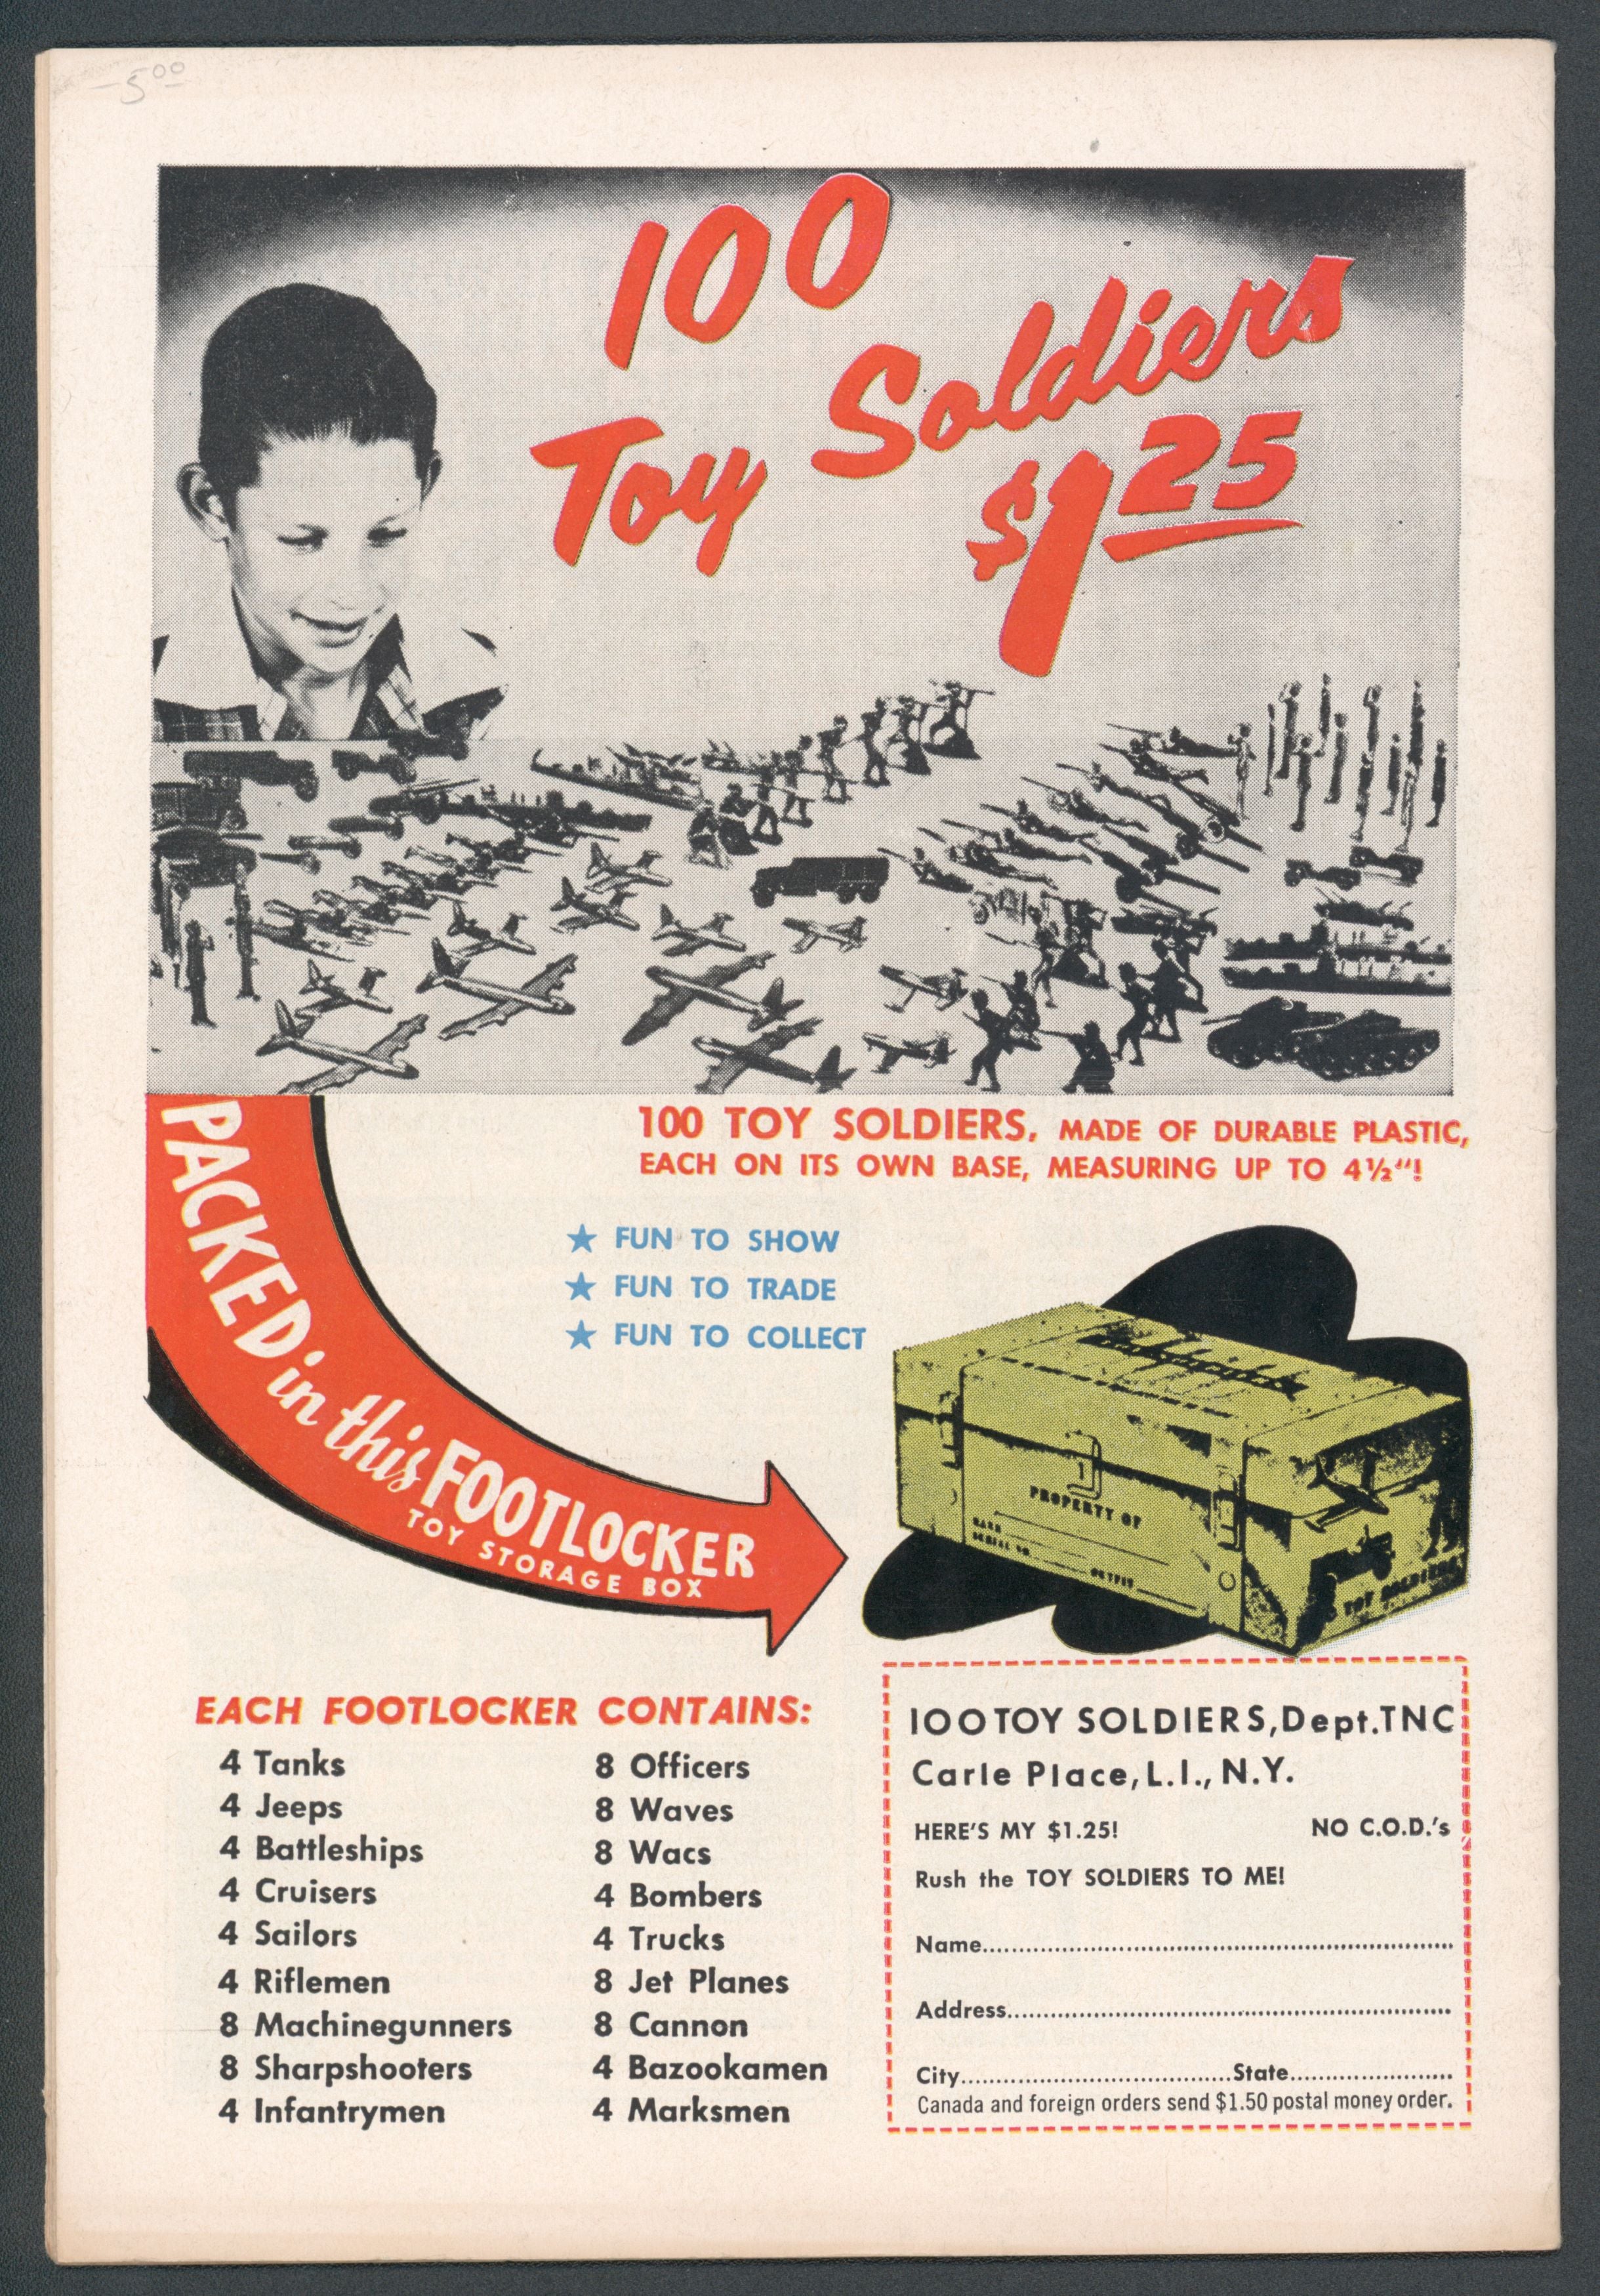 5 00
100
Toy Soldiers
$1 25
PACKED in this FOOTLOCKER
TOY STORAGE BOX
100 TOY SOLDIERS, MADE OF DURABLE PLASTIC,
EACH ON ITS OWN BASE, MEASURING UP TO 4½"!
★ FUN TO SHOW
★ FUN TO TRADE
★ FUN TO COLLECT
PROPERTY OF
NAME
SERIAL NO.
OUTFIT
TOY SOLDIERS
EACH FOOTLOCKER CONTAINS:
4 Tanks
4 Jeeps
4 Battleships
4 Cruisers
4 Sailors
4 Riflemen
8 Machinegunners
8 Sharpshooters
4 Infantrymen
8 Officers
8 Waves
8 Wacs
4 Bombers
4 Trucks
8 Jet Planes
8 Cannon
4 Bazookamen
4 Marksmen
100 TOY SOLDIERS, Dept. TNC
Carle Place, L.I., N.Y.
HERE'S MY $1.25! NO C.O.D.'s
Rush the TOY SOLDIERS TO ME!
Name
Address
City State
Canada and foreign orders send $1.50 postal money order.